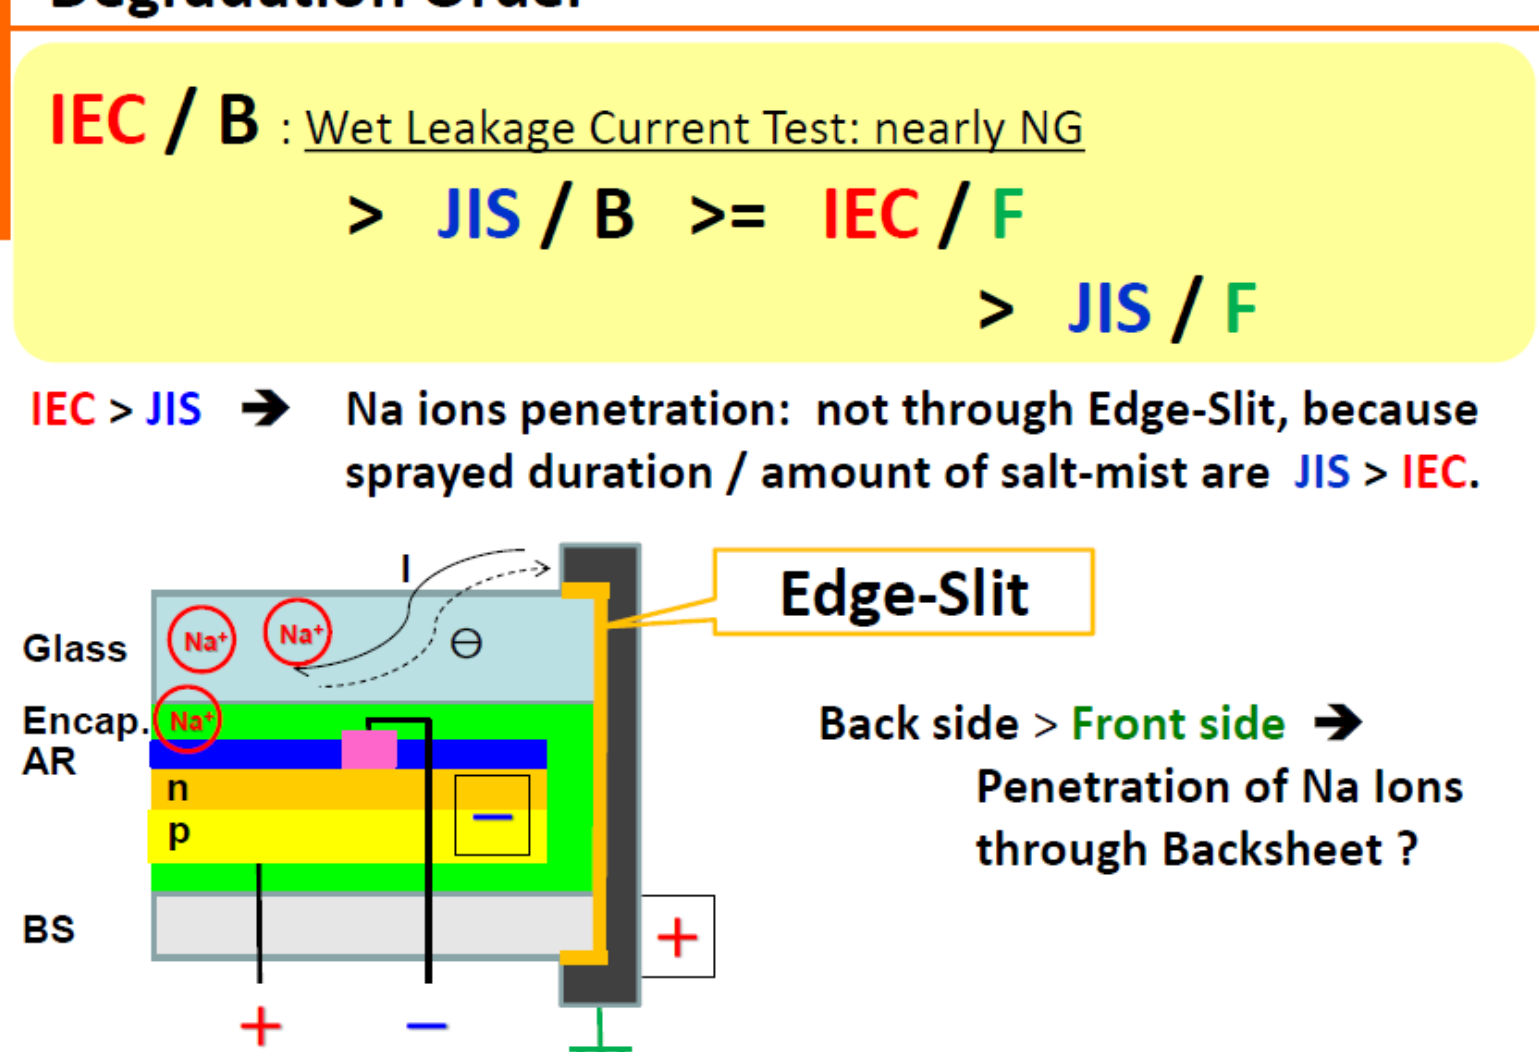 Degradation Order
IEC / B : Wet Leakage Current Test: nearly NG
> JIS / B >= IEC / F
> JIS / F
IEC > JIS ➔ Na ions penetration: not through Edge-Slit, because
sprayed duration / amount of salt-mist are JIS > IEC.
I
Edge-Slit
Glass
Na⁺
Na⁺
⊖
Encap.
Na⁺
AR
n
p
−
BS
+
+
−
Back side > Front side ➔
Penetration of Na Ions
through Backsheet ?